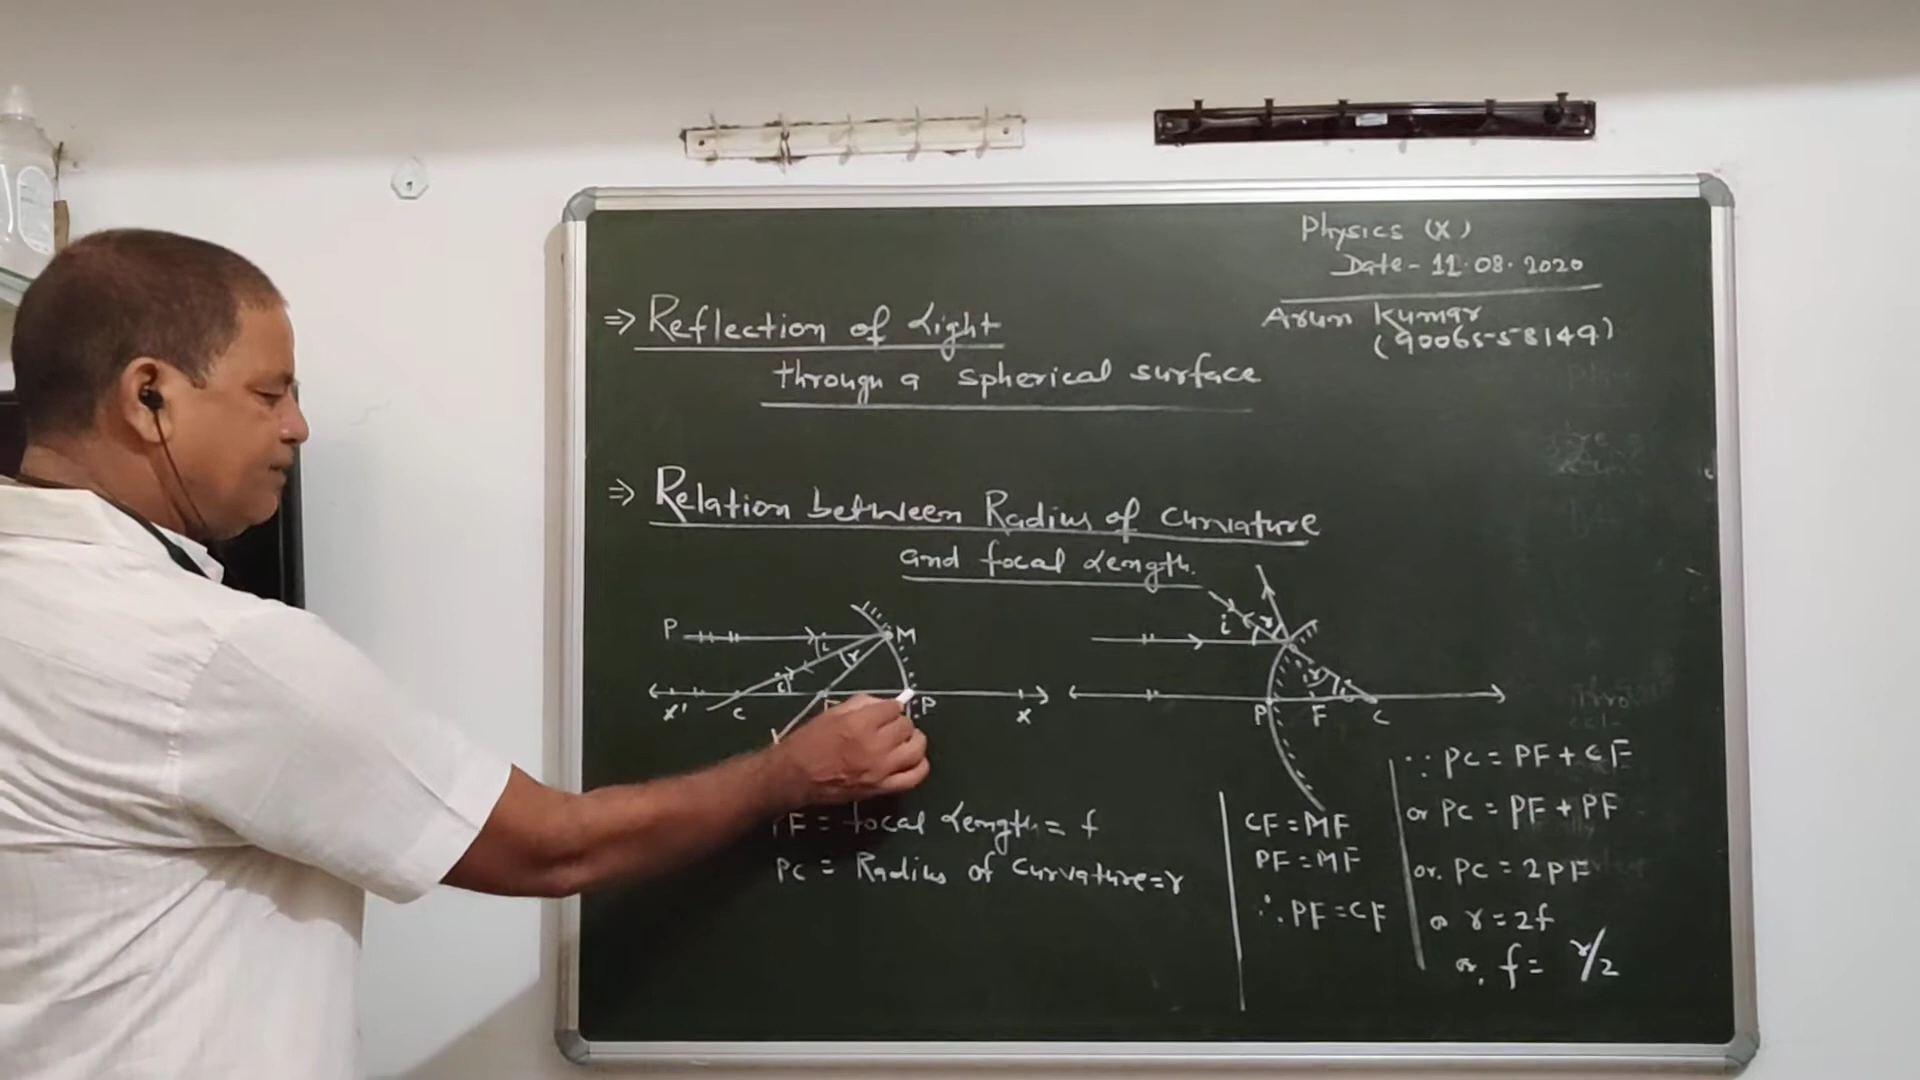 Physics (X)
Date - 11.08.2020
Arun Kumar
(90065-58149)
⇒ Reflection of Light
through a spherical surface
⇒ Relation between Radius of curvature
and focal Length.
P M
i r
i
x' C P x
i r
r i
P F C
PF = focal Length = f
PC = Radius of curvature = r
CF = MF
PF = MF
∴ PF = CF
∵ PC = PF + CF
or PC = PF + PF
or. PC = 2PF
or r = 2f
or, f = r/2